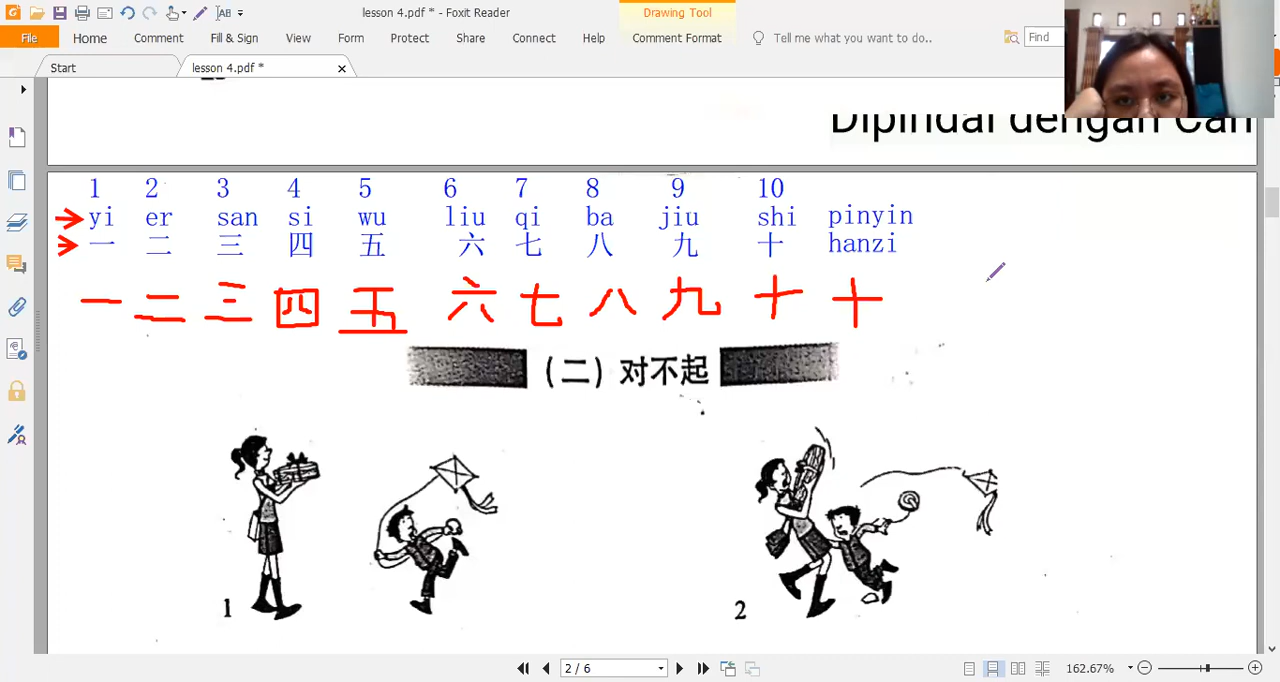 lesson 4.pdf * - Foxit Reader
Drawing Tool
File Home Comment Fill & Sign View Form Protect Share Connect Help Comment Format Tell me what you want to do.. Find
Start lesson 4.pdf *
Dipindai dengan Can
1 2 3 4 5 6 7 8 9 10
yi er san si wu liu qi ba jiu shi pinyin
一 二 三 四 五 六 七 八 九 十 hanzi
一 二 三 四 五 六 七 八 九 十 十
（二）对不起
1 2
2 / 6 162.67%